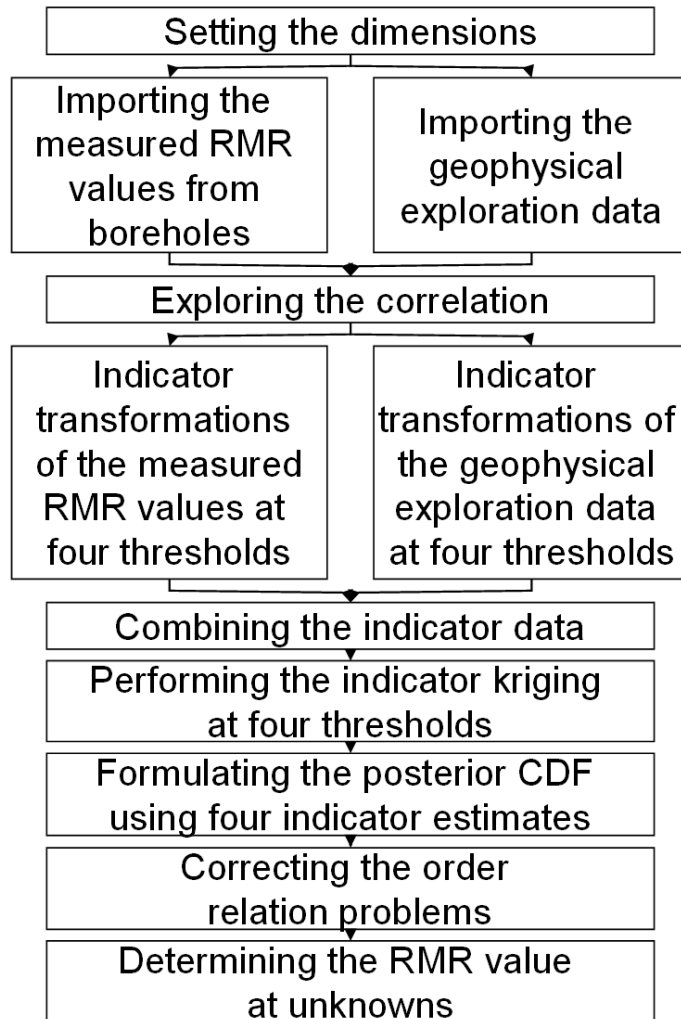 Setting the dimensions
Importing the
measured RMR
values from
boreholes
Importing the
geophysical
exploration data
Exploring the correlation
Indicator
transformations
of the measured
RMR values at
four thresholds
Indicator
transformations of
the geophysical
exploration data
at four thresholds
Combining the indicator data
Performing the indicator kriging
at four thresholds
Formulating the posterior CDF
using four indicator estimates
Correcting the order
relation problems
Determining the RMR value
at unknowns